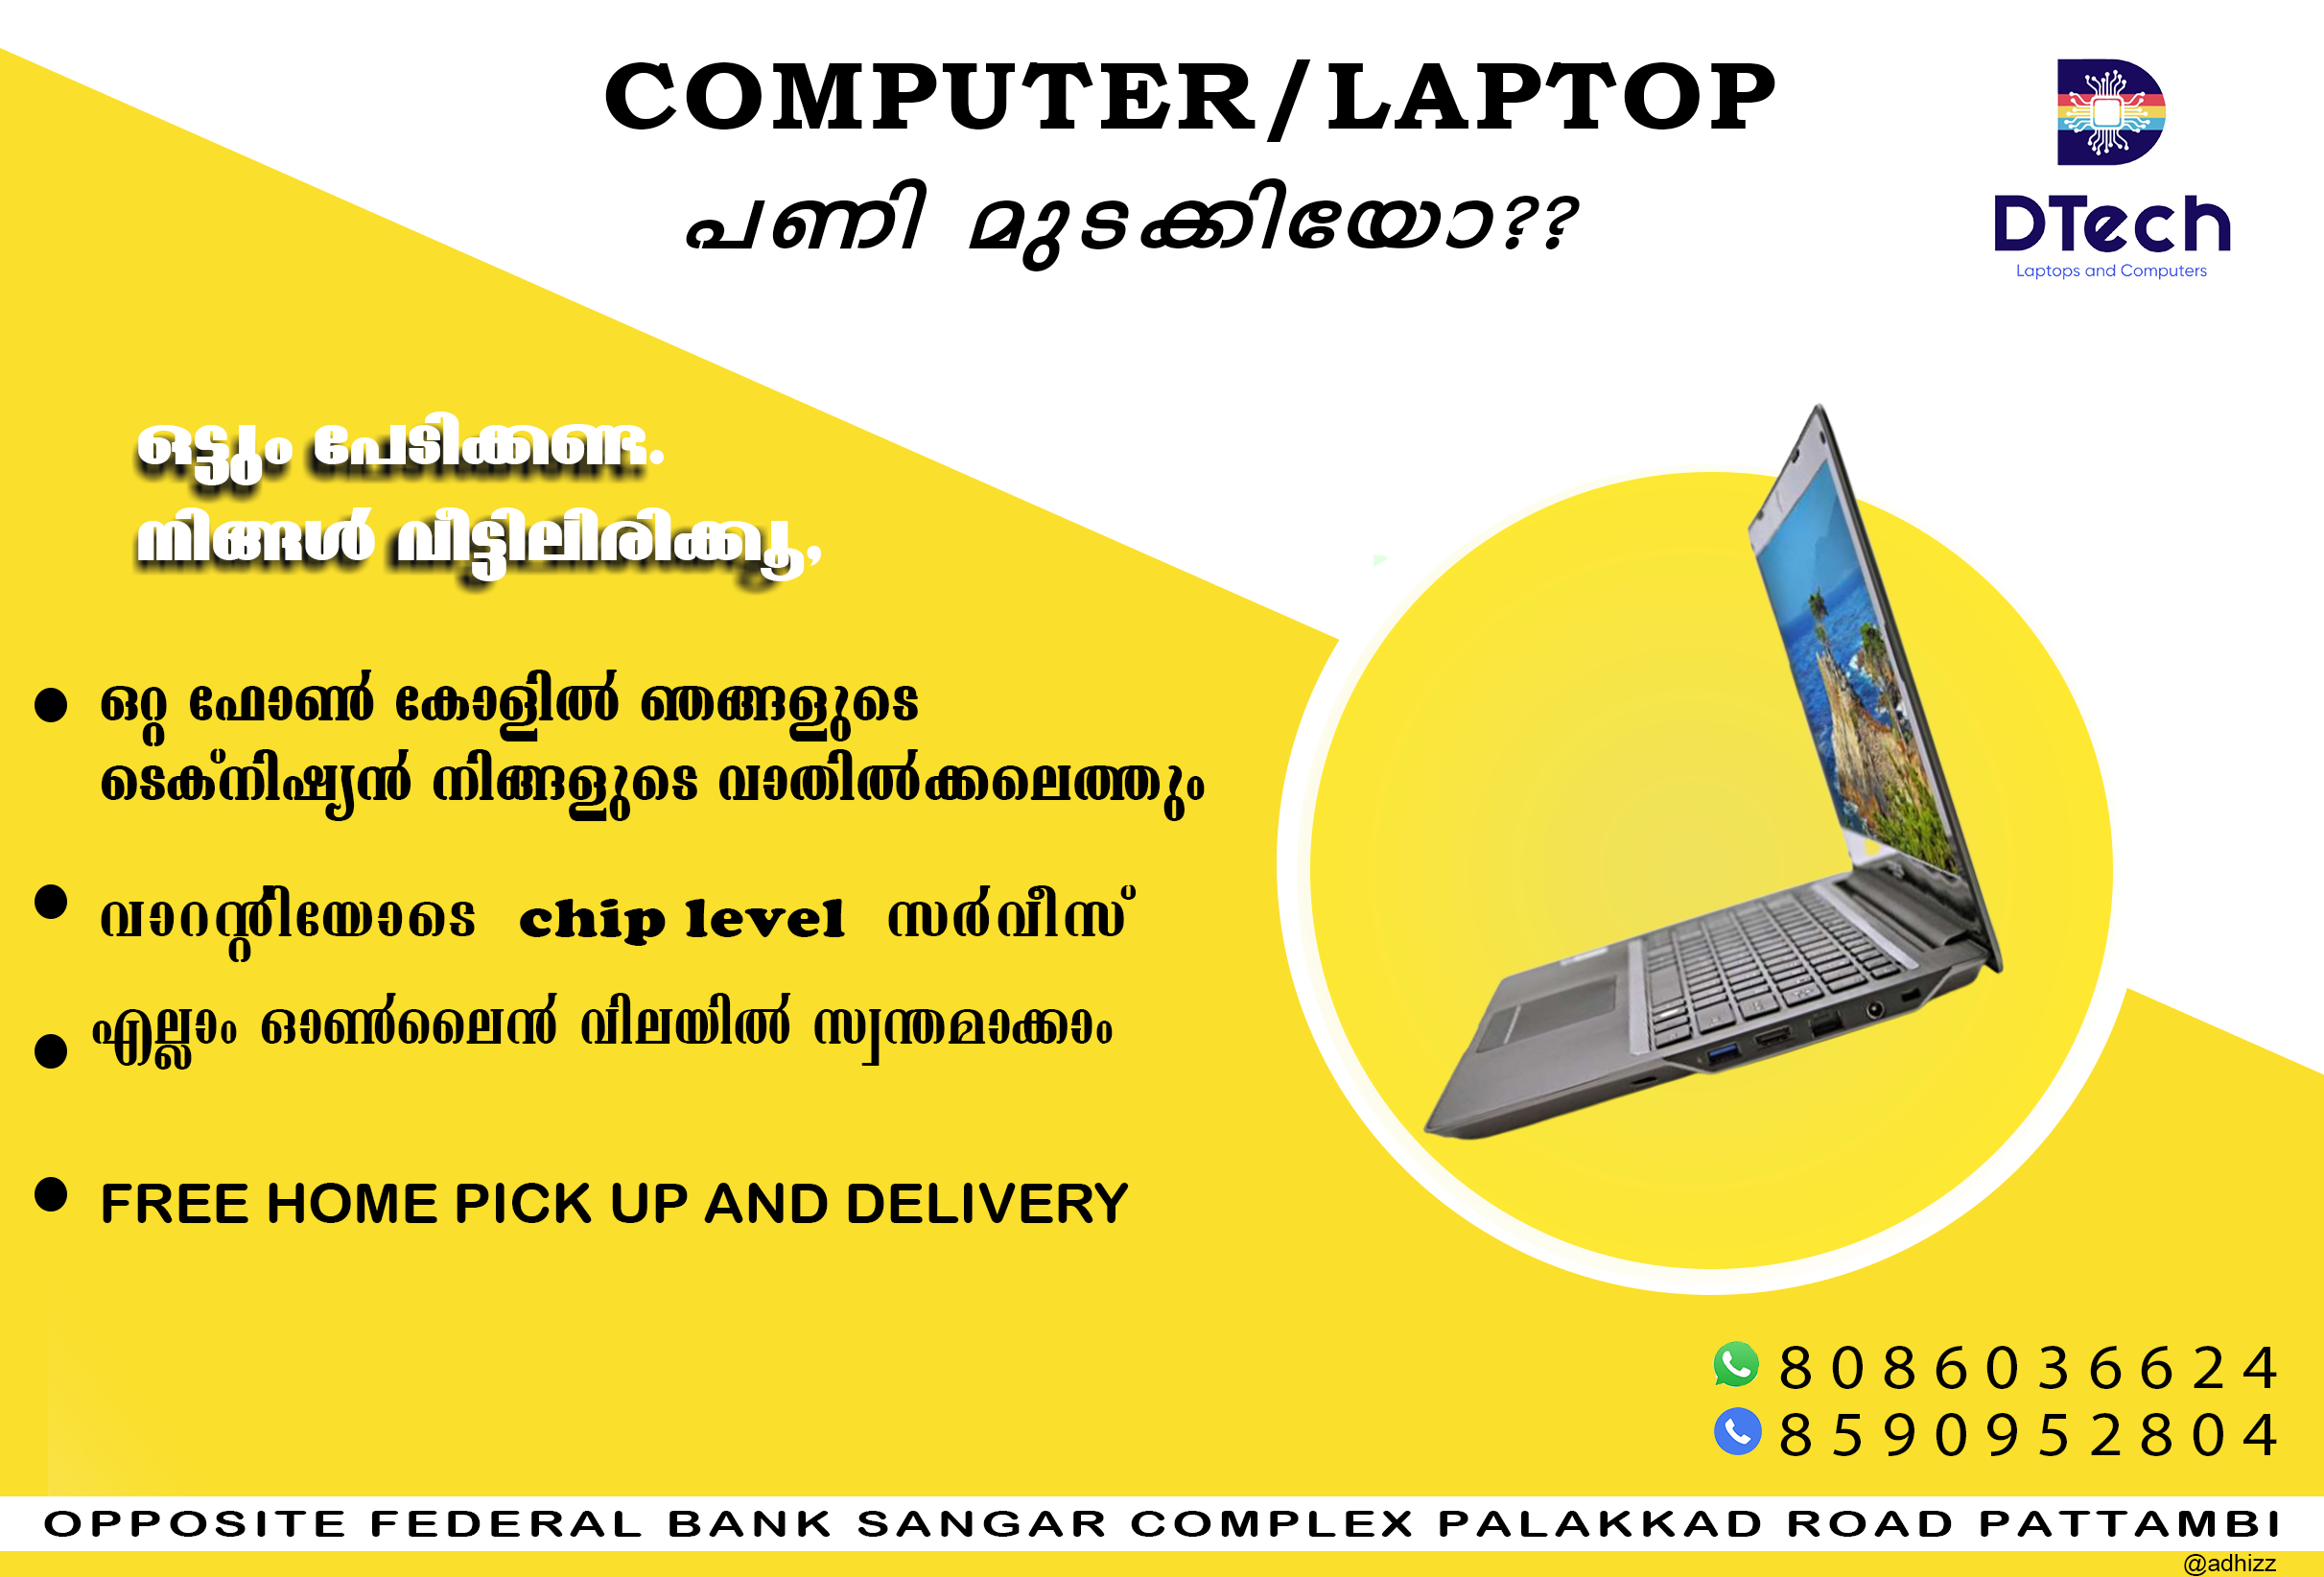 COMPUTER/LAPTOP
പണി മുടക്കിയോ??
DTech
Laptops and Computers
ഒട്ടും പേടിക്കണ്ട.
നിങ്ങൾ വീട്ടിലിരിക്കൂ,
● ഒറ്റ ഫോൺ കോളിൽ ഞങ്ങളുടെ
ടെക്നിഷ്യൻ നിങ്ങളുടെ വാതിൽക്കലെത്തും
● വാറന്റിയോടെ chip level സർവീസ്
● എല്ലാം ഓൺലൈൻ വിലയിൽ സ്വന്തമാക്കാം
● FREE HOME PICK UP AND DELIVERY
8086036624
8590952804
OPPOSITE FEDERAL BANK SANGAR COMPLEX PALAKKAD ROAD PATTAMBI
@adhizz